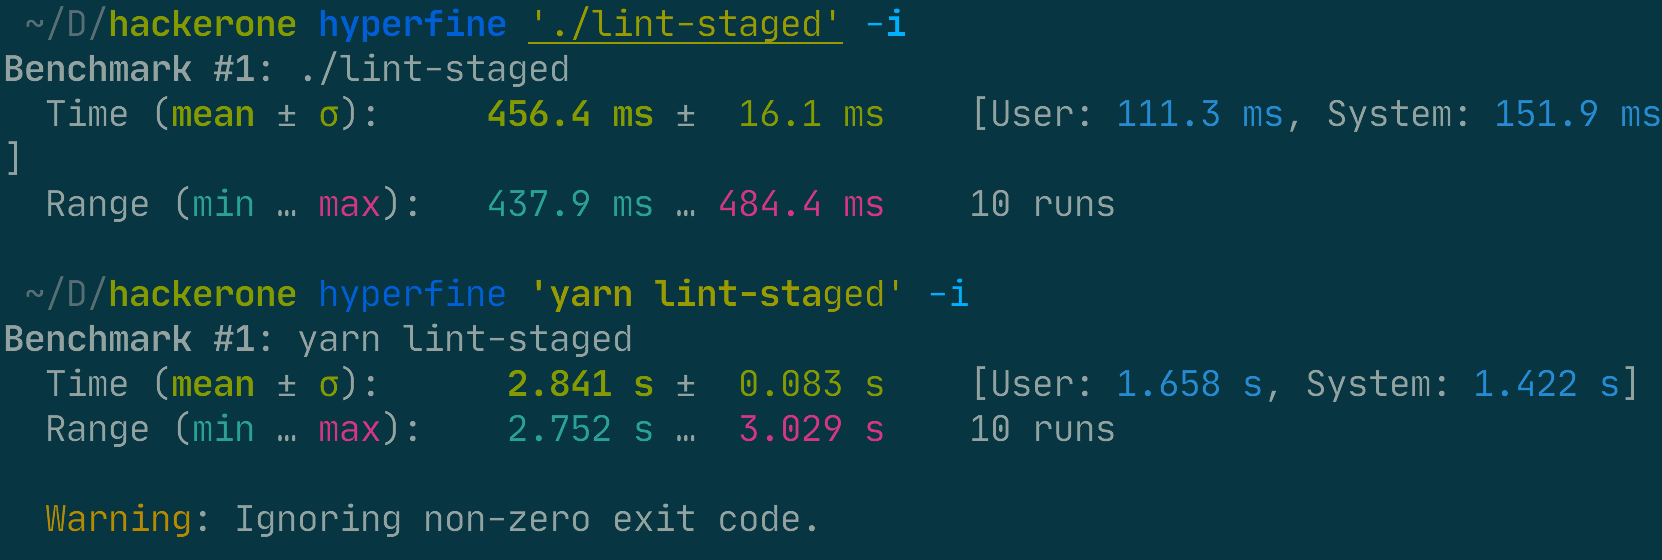 ~/D/hackerone hyperfine './lint-staged' -i
Benchmark #1: ./lint-staged
  Time (mean ± σ):     456.4 ms ±  16.1 ms    [User: 111.3 ms, System: 151.9 ms
]
  Range (min … max):   437.9 ms … 484.4 ms    10 runs
~/D/hackerone hyperfine 'yarn lint-staged' -i
Benchmark #1: yarn lint-staged
  Time (mean ± σ):      2.841 s ±  0.083 s    [User: 1.658 s, System: 1.422 s]
  Range (min … max):    2.752 s …  3.029 s    10 runs
  Warning: Ignoring non-zero exit code.